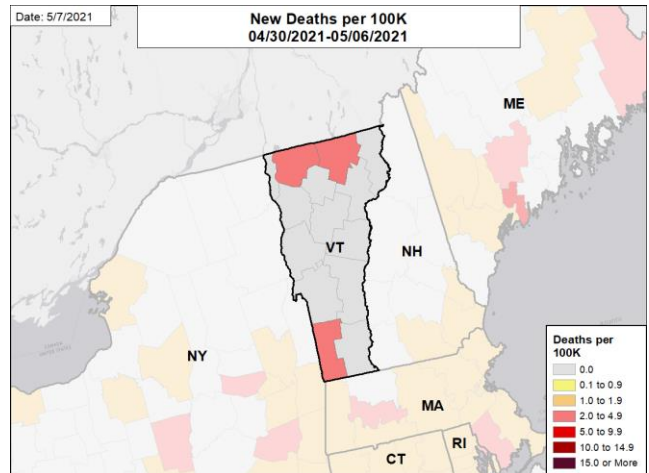 Date: 5/7/2021
New Deaths per 100K
04/30/2021-05/06/2021
ME
VT
NH
NY
MA
CT
RI
Deaths per
100K
0.0
0.1 to 0.9
1.0 to 1.9
2.0 to 4.9
5.0 to 9.9
10.0 to 14.9
15.0 or More